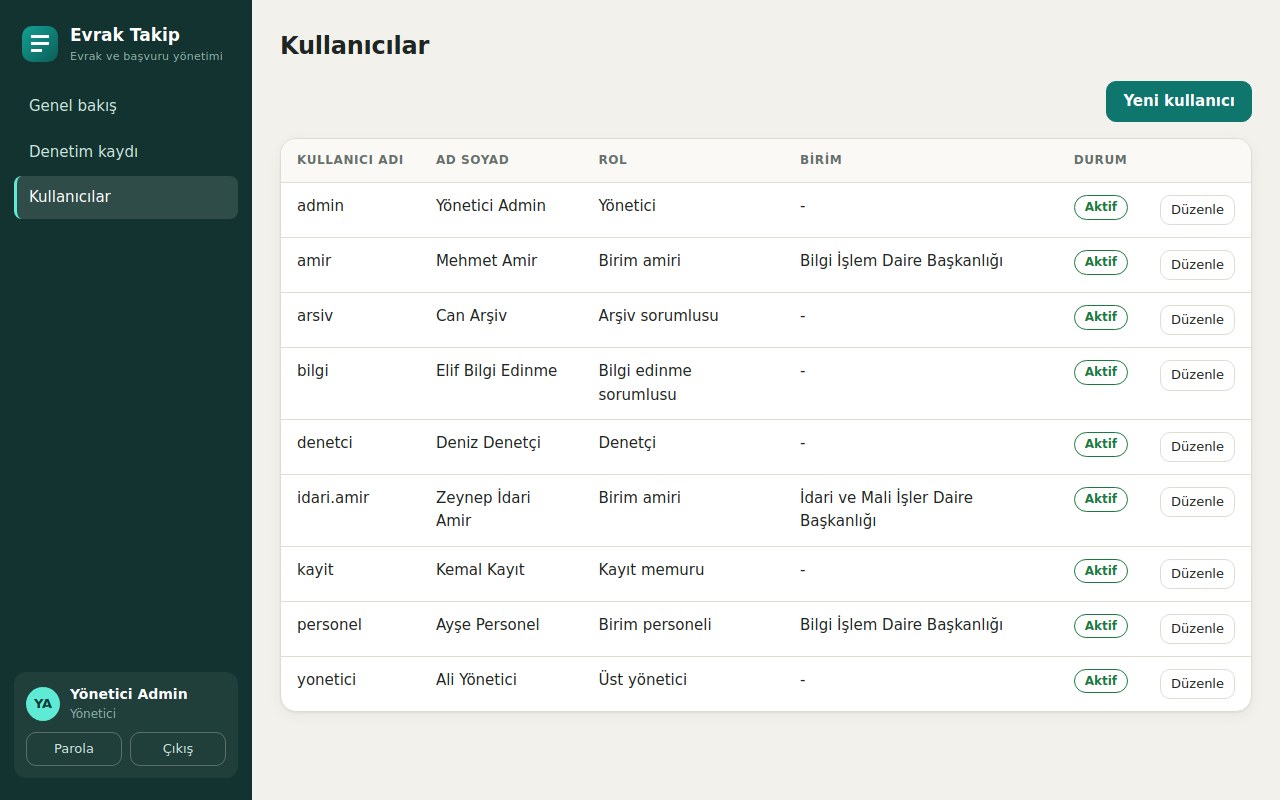 Evrak Takip
Evrak ve başvuru yönetimi
Genel bakış
Denetim kaydı
Kullanıcılar
YA
Yönetici Admin
Yönetici
Parola
Çıkış
Kullanıcılar
Yeni kullanıcı
KULLANICI ADI AD SOYAD ROL BİRİM DURUM
admin Yönetici Admin Yönetici - Aktif Düzenle
amir Mehmet Amir Birim amiri Bilgi İşlem Daire Başkanlığı Aktif Düzenle
arsiv Can Arşiv Arşiv sorumlusu - Aktif Düzenle
bilgi Elif Bilgi Edinme Bilgi edinme - Aktif Düzenle
sorumlusu
denetci Deniz Denetçi Denetçi - Aktif Düzenle
idari.amir Zeynep İdari Birim amiri İdari ve Mali İşler Daire Aktif Düzenle
Amir Başkanlığı
kayit Kemal Kayıt Kayıt memuru - Aktif Düzenle
personel Ayşe Personel Birim personeli Bilgi İşlem Daire Başkanlığı Aktif Düzenle
yonetici Ali Yönetici Üst yönetici - Aktif Düzenle